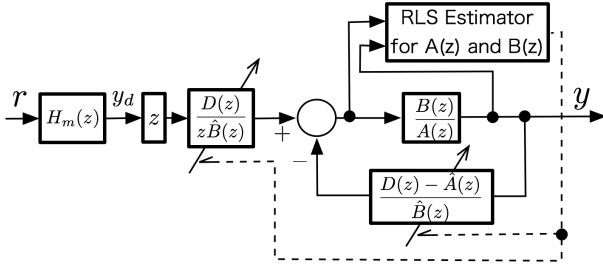 RLS Estimator
for A(z) and B(z)
r
H_m(z)
y_d
z
D(z)
zB̂(z)
+
−
B(z)
A(z)
y
D(z) − Â(z)
B̂(z)